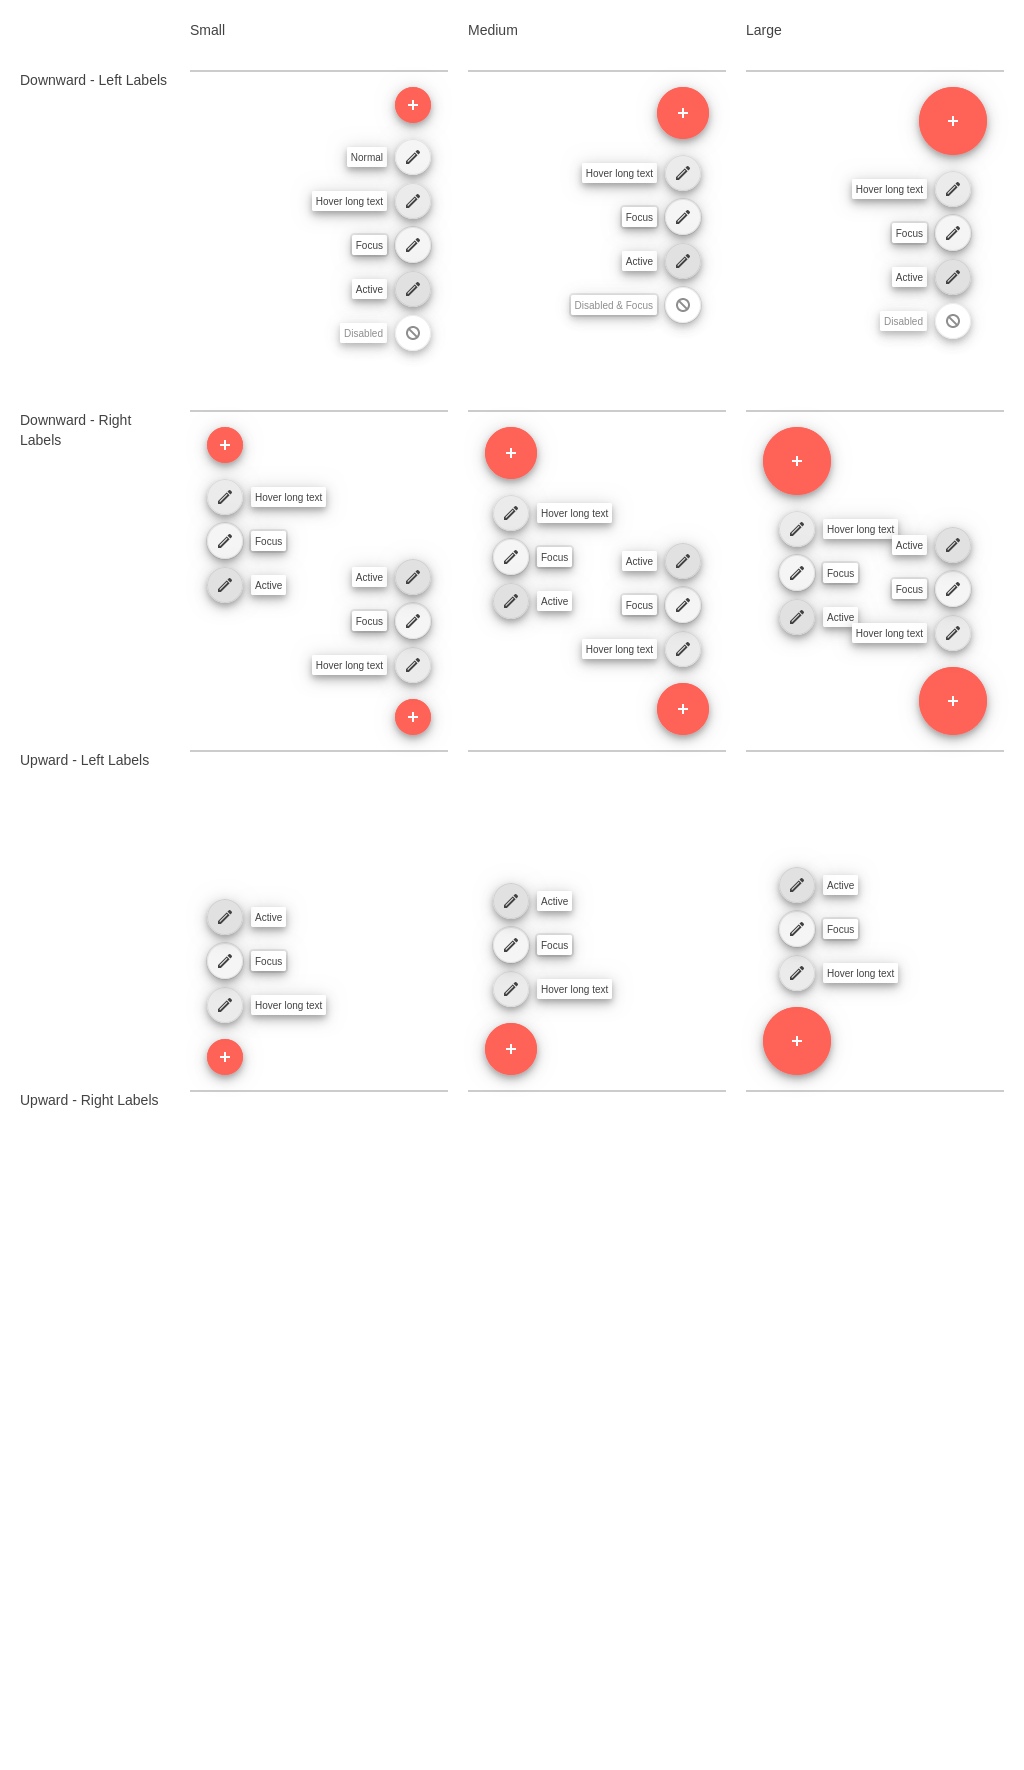 Small
Medium
Large
Downward - Left Labels
Normal
Hover long text
Focus
Active
Disabled
Hover long text
Focus
Active
Disabled & Focus
Hover long text
Focus
Active
Disabled
Downward - Right
Labels
Hover long text
Focus
Active
Active
Focus
Hover long text
Hover long text
Focus
Active
Active
Focus
Hover long text
Hover long text
Focus
Active
Active
Focus
Hover long text
Upward - Left Labels
Active
Focus
Hover long text
Active
Focus
Hover long text
Active
Focus
Hover long text
Upward - Right Labels